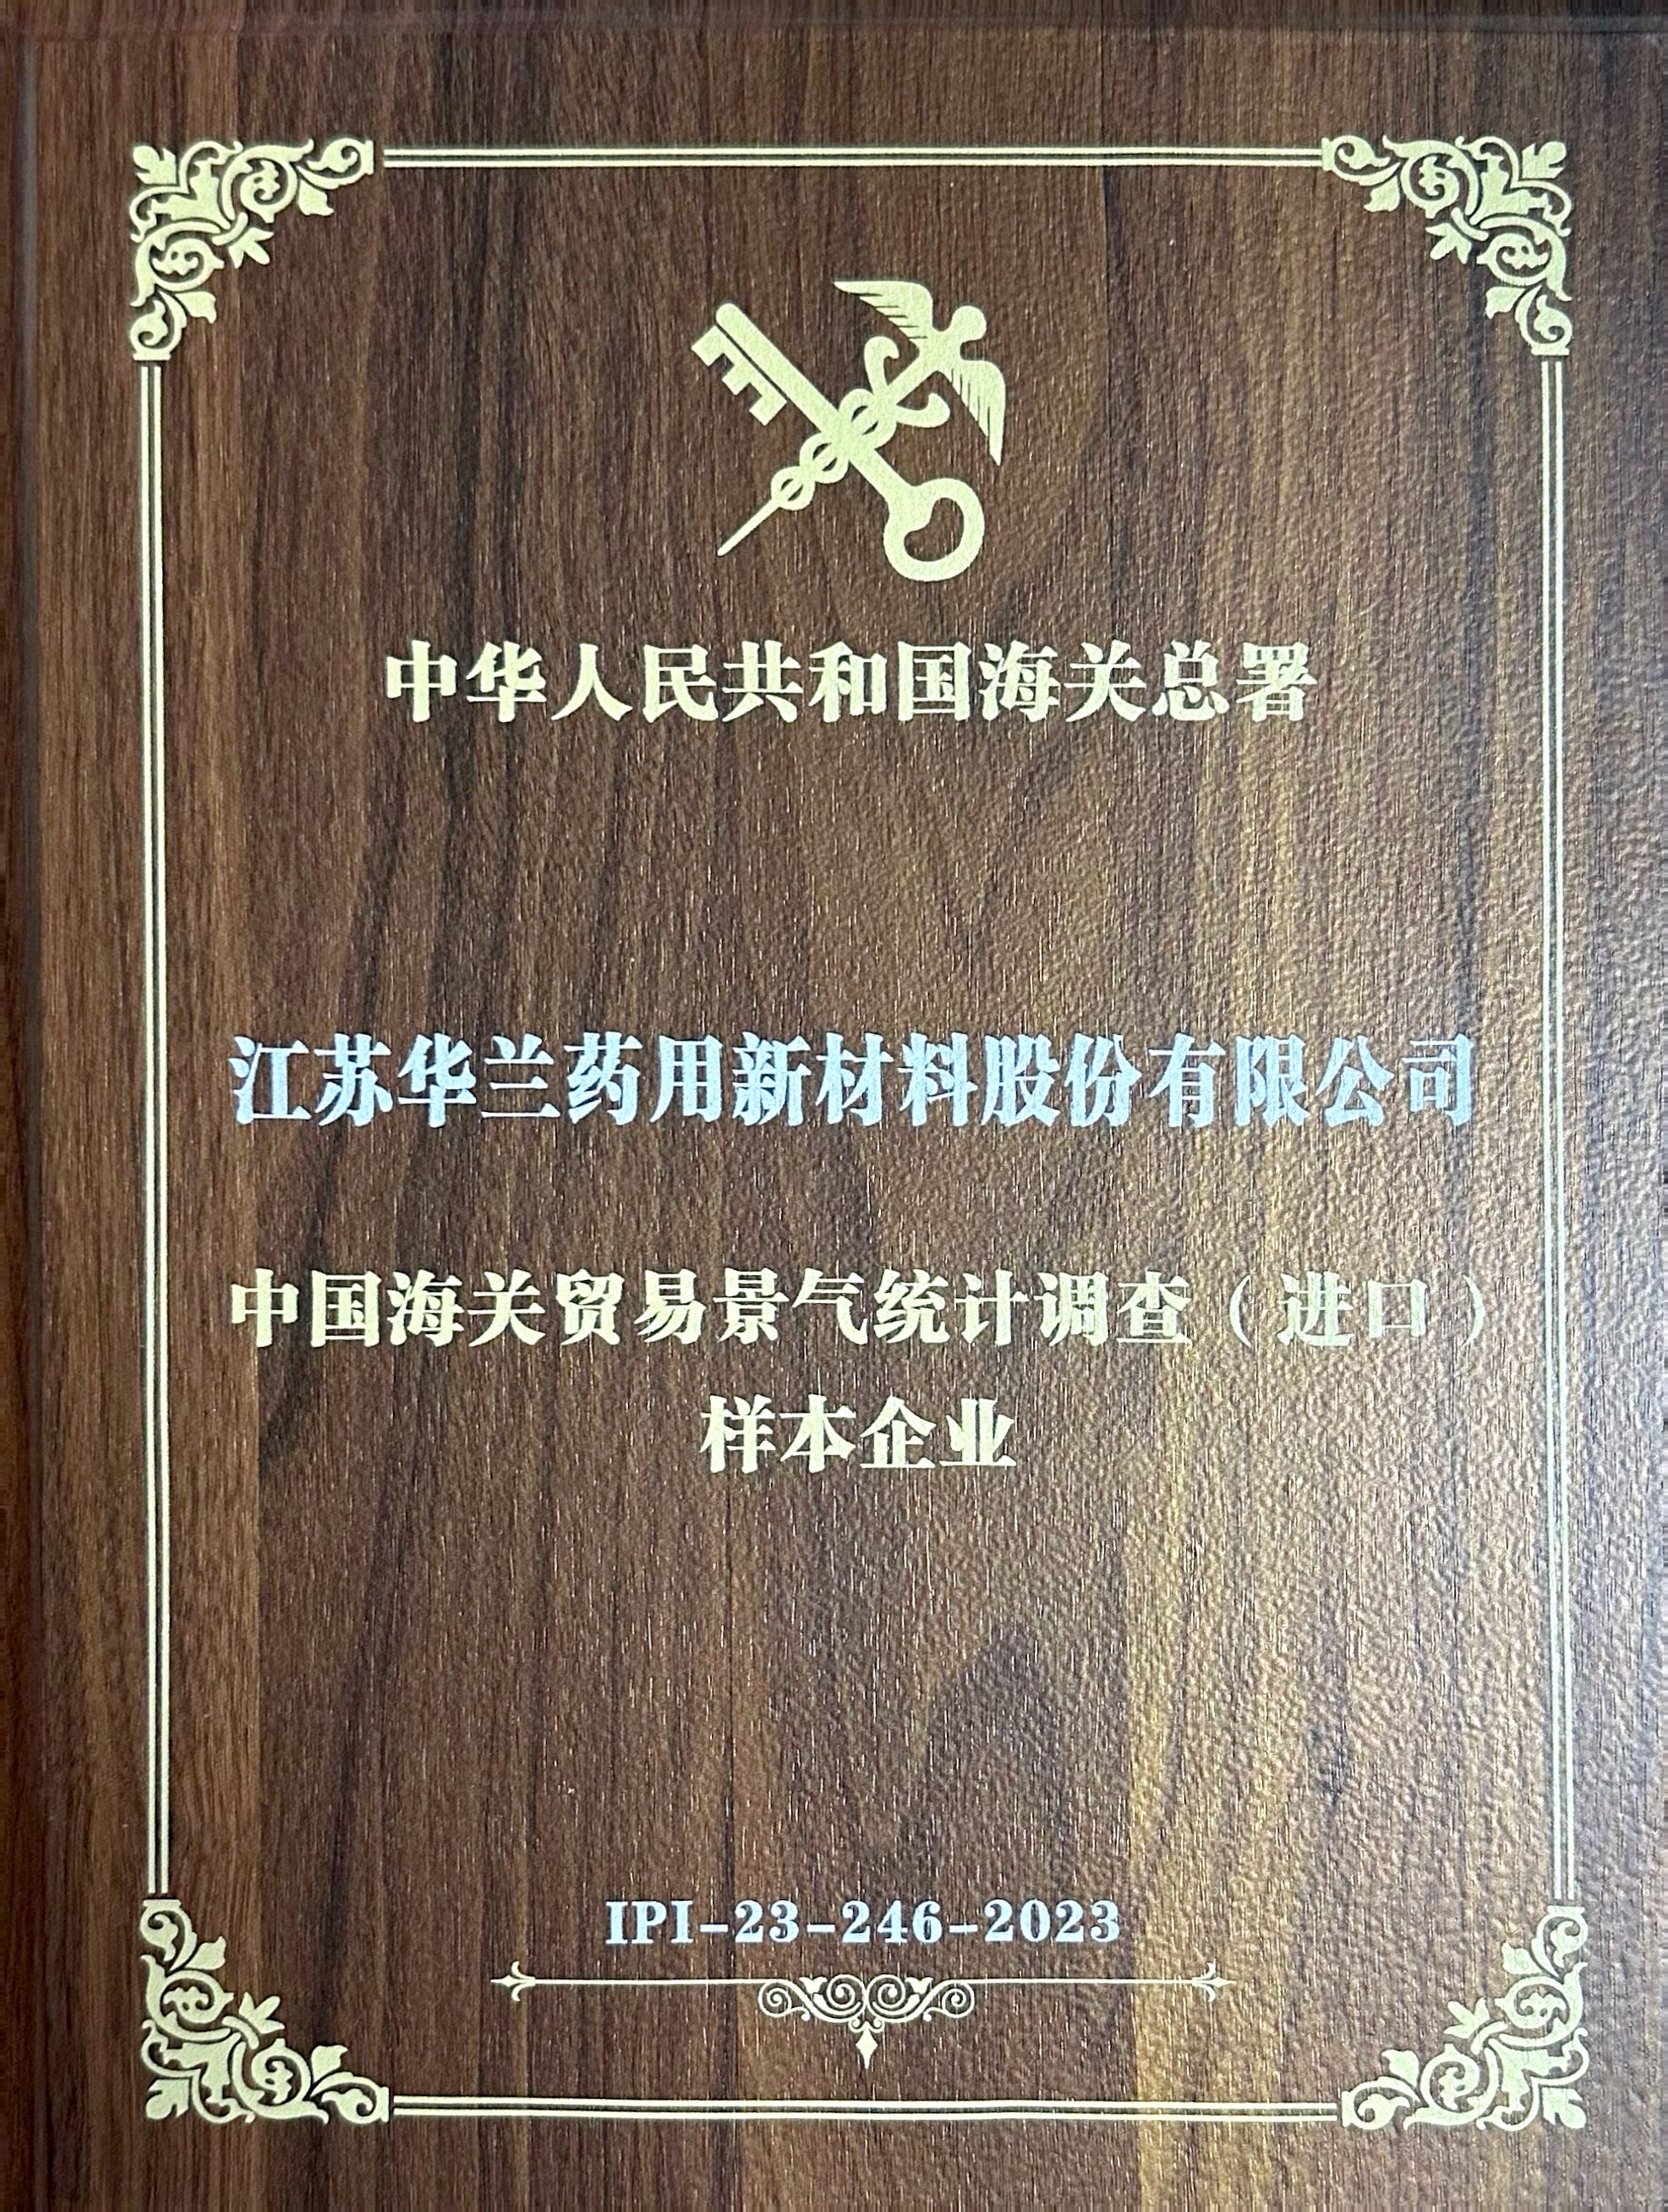 中华人民共和国海关总署
江苏华兰药用新材料股份有限公司
中国海关贸易景气统计调查（进口）
样本企业
IPI-23-246-2023